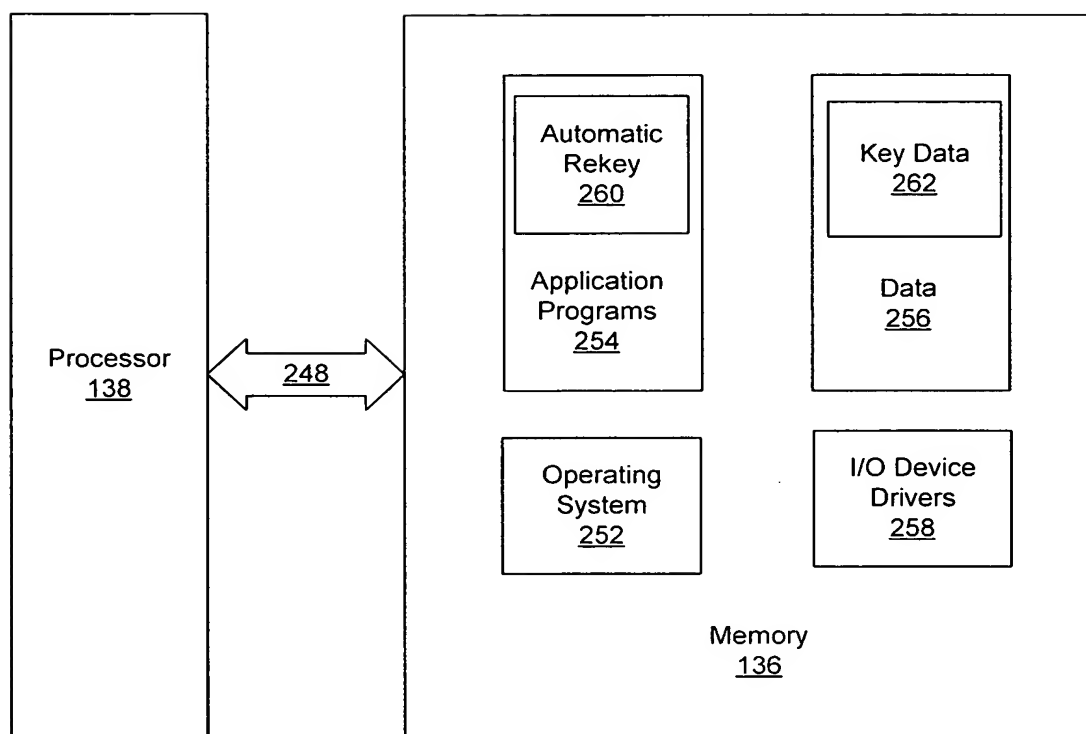 Processor
138
248
Automatic
Rekey
260
Application
Programs
254
Key Data
262
Data
256
Operating
System
252
I/O Device
Drivers
258
Memory
136